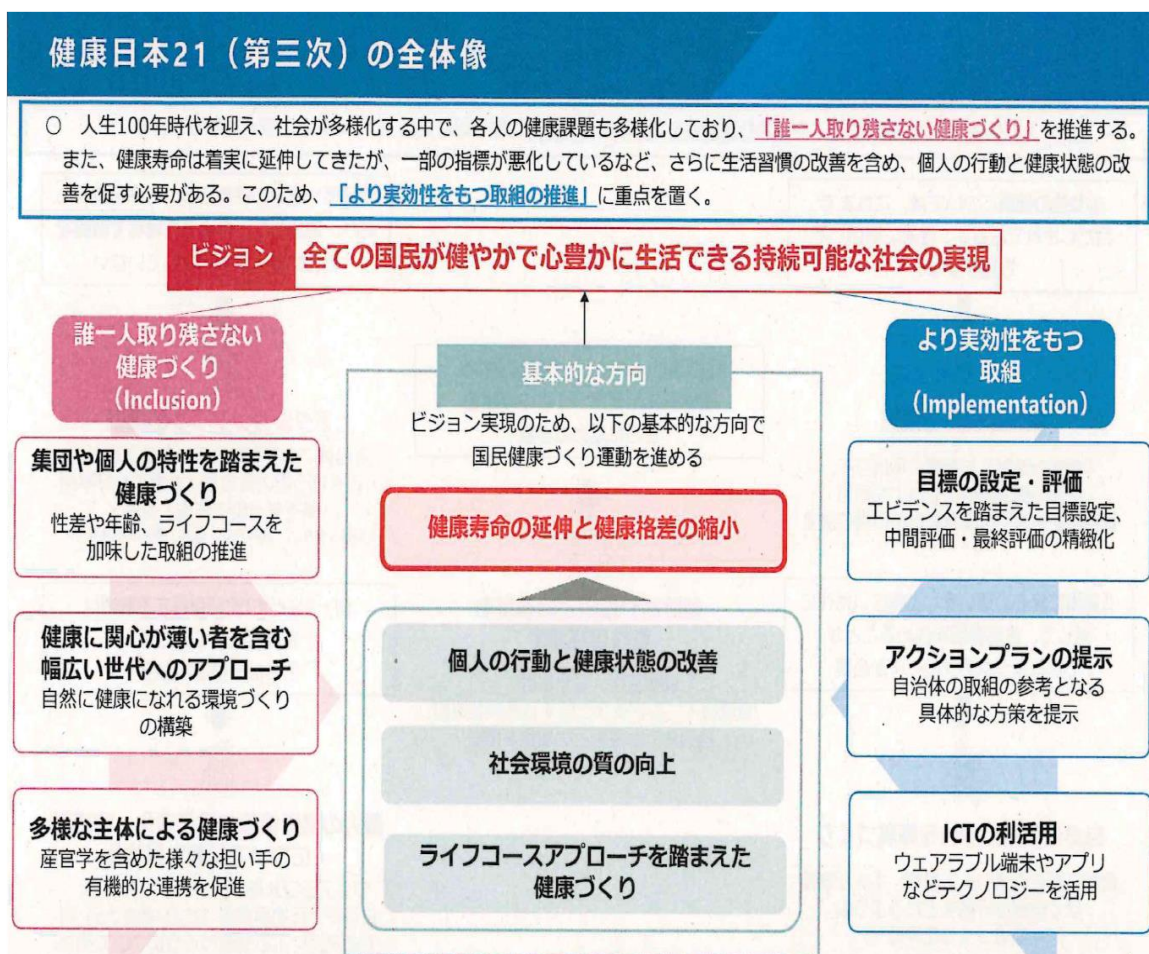 健康日本21（第三次）の全体像
○ 人生100年時代を迎え、社会が多様化する中で、各人の健康課題も多様化しており、「誰一人取り残さない健康づくり」を推進する。
また、健康寿命は着実に延伸してきたが、一部の指標が悪化しているなど、さらに生活習慣の改善を含め、個人の行動と健康状態の改
善を促す必要がある。このため、「より実効性をもつ取組の推進」に重点を置く。
ビジョン 全ての国民が健やかで心豊かに生活できる持続可能な社会の実現
誰一人取り残さない
健康づくり
（Inclusion）
集団や個人の特性を踏まえた
健康づくり
性差や年齢、ライフコースを
加味した取組の推進
健康に関心が薄い者を含む
幅広い世代へのアプローチ
自然に健康になれる環境づくり
の構築
多様な主体による健康づくり
産官学を含めた様々な担い手の
有機的な連携を促進
基本的な方向
ビジョン実現のため、以下の基本的な方向で
国民健康づくり運動を進める
健康寿命の延伸と健康格差の縮小
個人の行動と健康状態の改善
社会環境の質の向上
ライフコースアプローチを踏まえた
健康づくり
より実効性をもつ
取組
（Implementation）
目標の設定・評価
エビデンスを踏まえた目標設定、
中間評価・最終評価の精緻化
アクションプランの提示
自治体の取組の参考となる
具体的な方策を提示
ICTの利活用
ウェアラブル端末やアプリ
などテクノロジーを活用